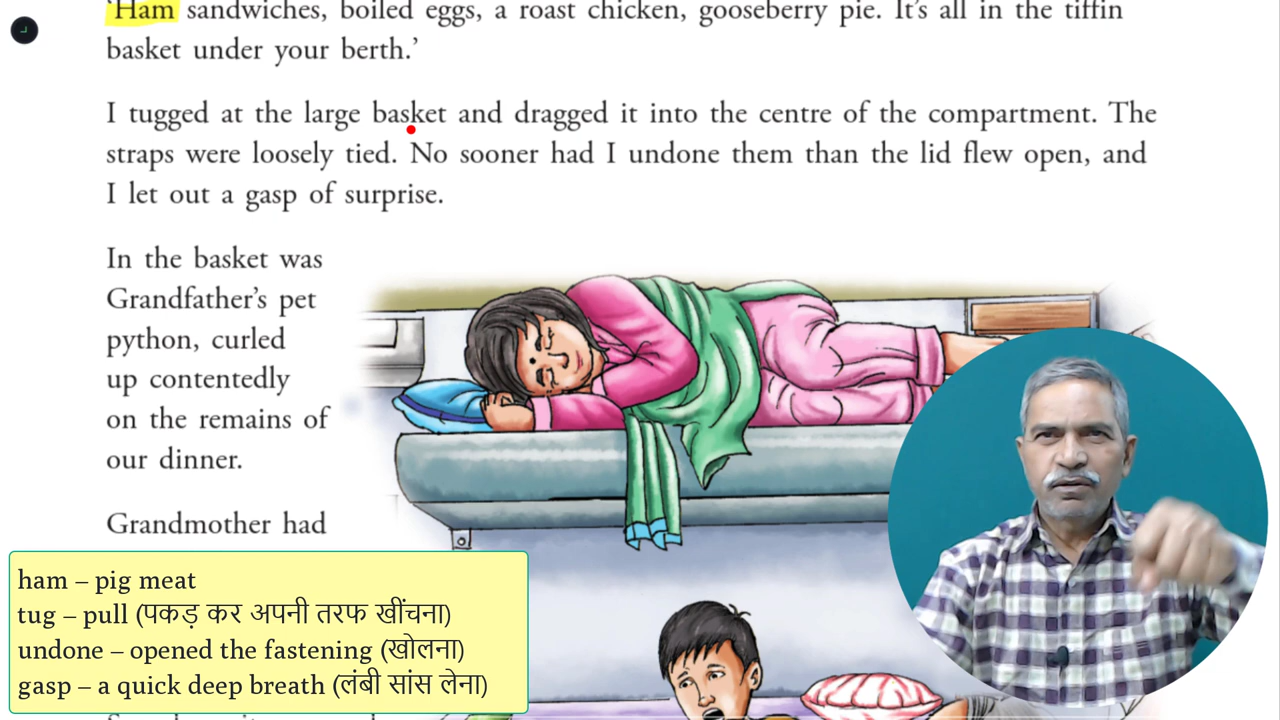 ‘Ham sandwiches, boiled eggs, a roast chicken, gooseberry pie. It’s all in the tiffin
basket under your berth.’
I tugged at the large basket and dragged it into the centre of the compartment. The
straps were loosely tied. No sooner had I undone them than the lid flew open, and
I let out a gasp of surprise.
In the basket was
Grandfather’s pet
python, curled
up contentedly
on the remains of
our dinner.
Grandmother had
ham – pig meat
tug – pull (पकड़ कर अपनी तरफ खींचना)
undone – opened the fastening (खोलना)
gasp – a quick deep breath (लंबी सांस लेना)